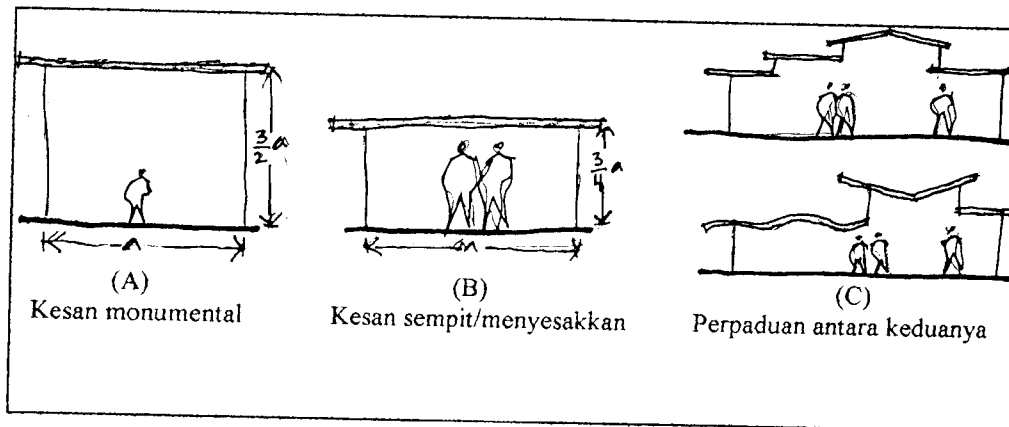 3/2 a
a
(A)
Kesan monumental
3/4 a
a
(B)
Kesan sempit/menyesakkan
(C)
Perpaduan antara keduanya